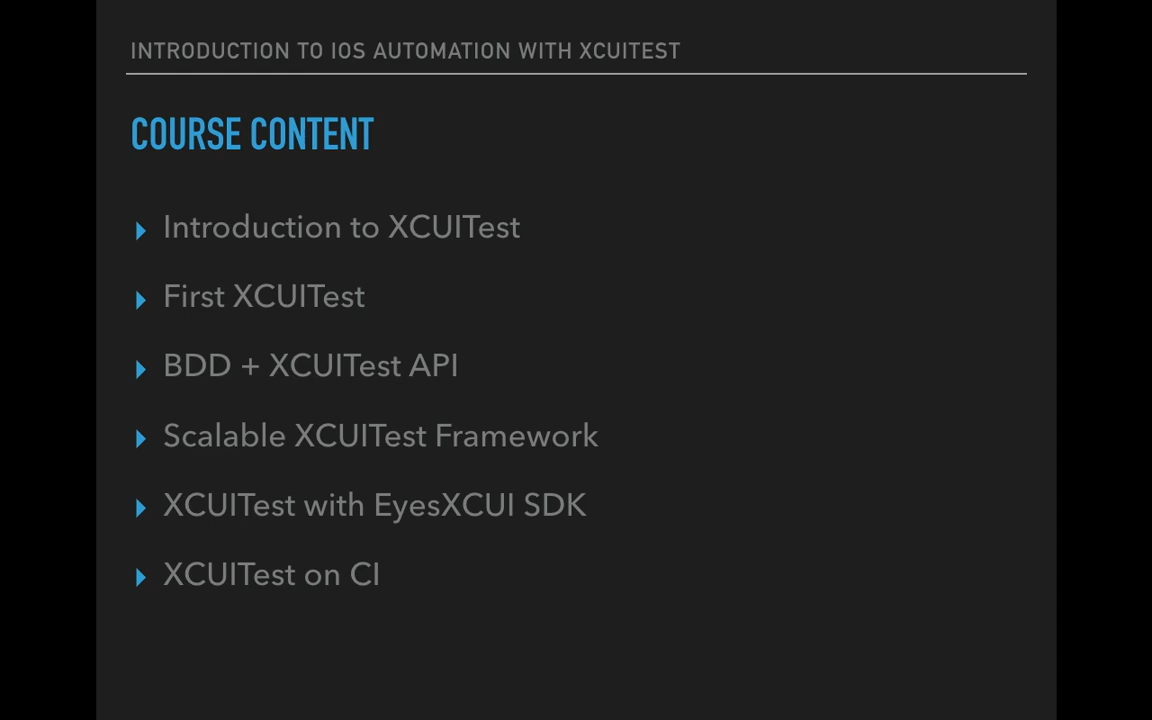 INTRODUCTION TO IOS AUTOMATION WITH XCUITEST
COURSE CONTENT
Introduction to XCUITest
First XCUITest
BDD + XCUITest API
Scalable XCUITest Framework
XCUITest with EyesXCUI SDK
XCUITest on CI